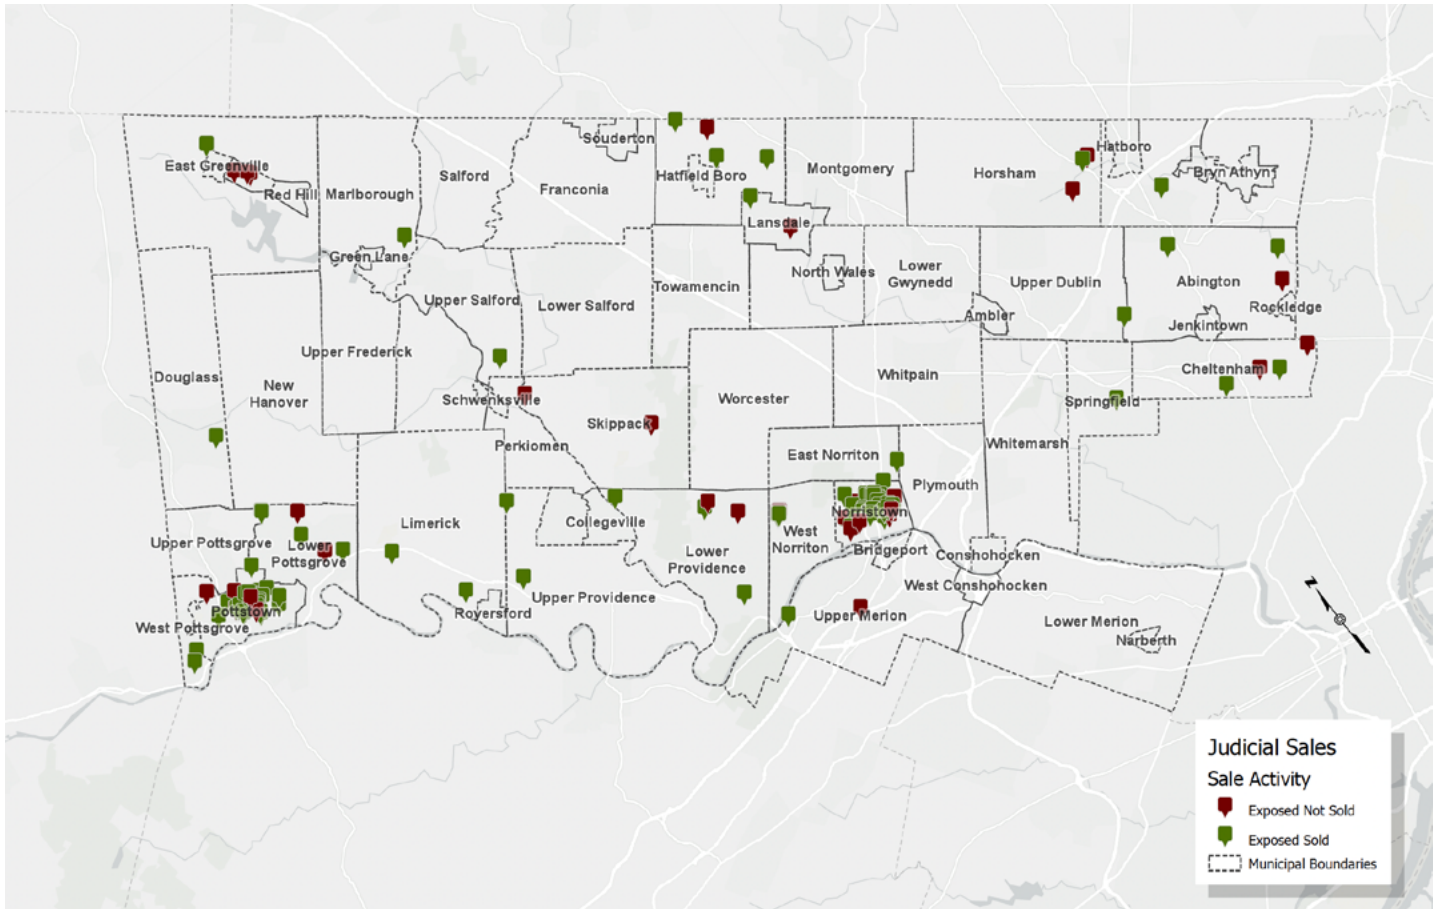 Souderton
Hatboro
East Greenville
Salford
Montgomery
Horsham
Bryn Athyn
Hatfield Boro
Red Hill
Marlborough
Franconia
Lansdale
Green Lane
North Wales
Lower
Gwynedd
Upper Salford
Lower Salford
Towamencin
Upper Dublin
Abington
Rockledge
Ambler
Jenkintown
Upper Frederick
Douglass
New
Hanover
Whitpain
Cheltenham
Schwenksville
Worcester
Springfield
Skippack
Perkiomen
East Norriton
Whitemarsh
Plymouth
Limerick
Collegeville
Norristown
West
Norriton
Upper Pottsgrove
Lower
Pottsgrove
Lower
Providence
Bridgeport
Conshohocken
West Conshohocken
Upper Providence
Pottstown
Royersford
West Pottsgrove
Upper Merion
Lower Merion
Narberth
N
Judicial Sales
Sale Activity
Exposed Not Sold
Exposed Sold
Municipal Boundaries